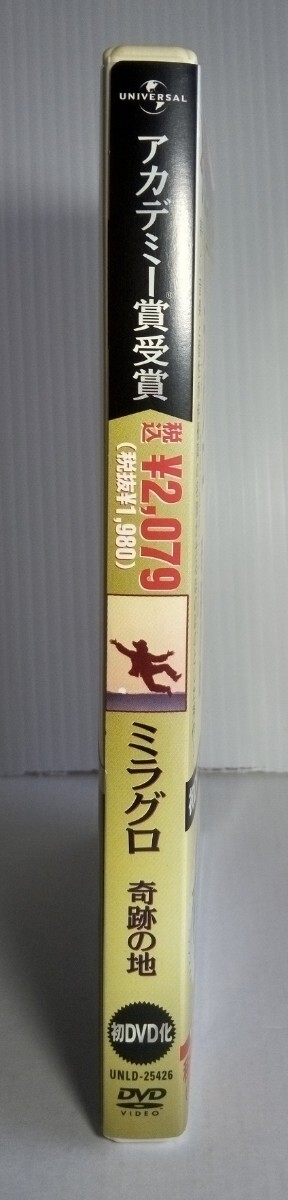 UNIVERSAL
アカデミー賞®受賞
税込 ¥2,079
(税抜¥1,980)
ミラグロ
奇跡の地
初DVD化
UNLD-25426
DVD
VIDEO